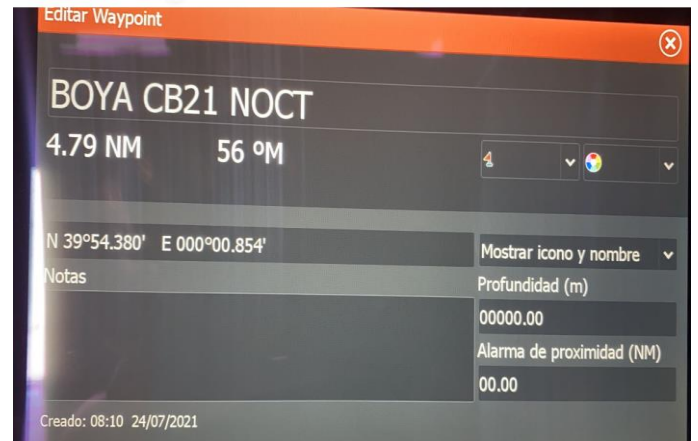 Editar Waypoint
BOYA CB21 NOCT
4.79 NM 56 ºM
N 39º54.380' E 000º00.854'
Mostrar icono y nombre
Notas
Profundidad (m)
00000.00
Alarma de proximidad (NM)
00.00
Creado: 08:10 24/07/2021